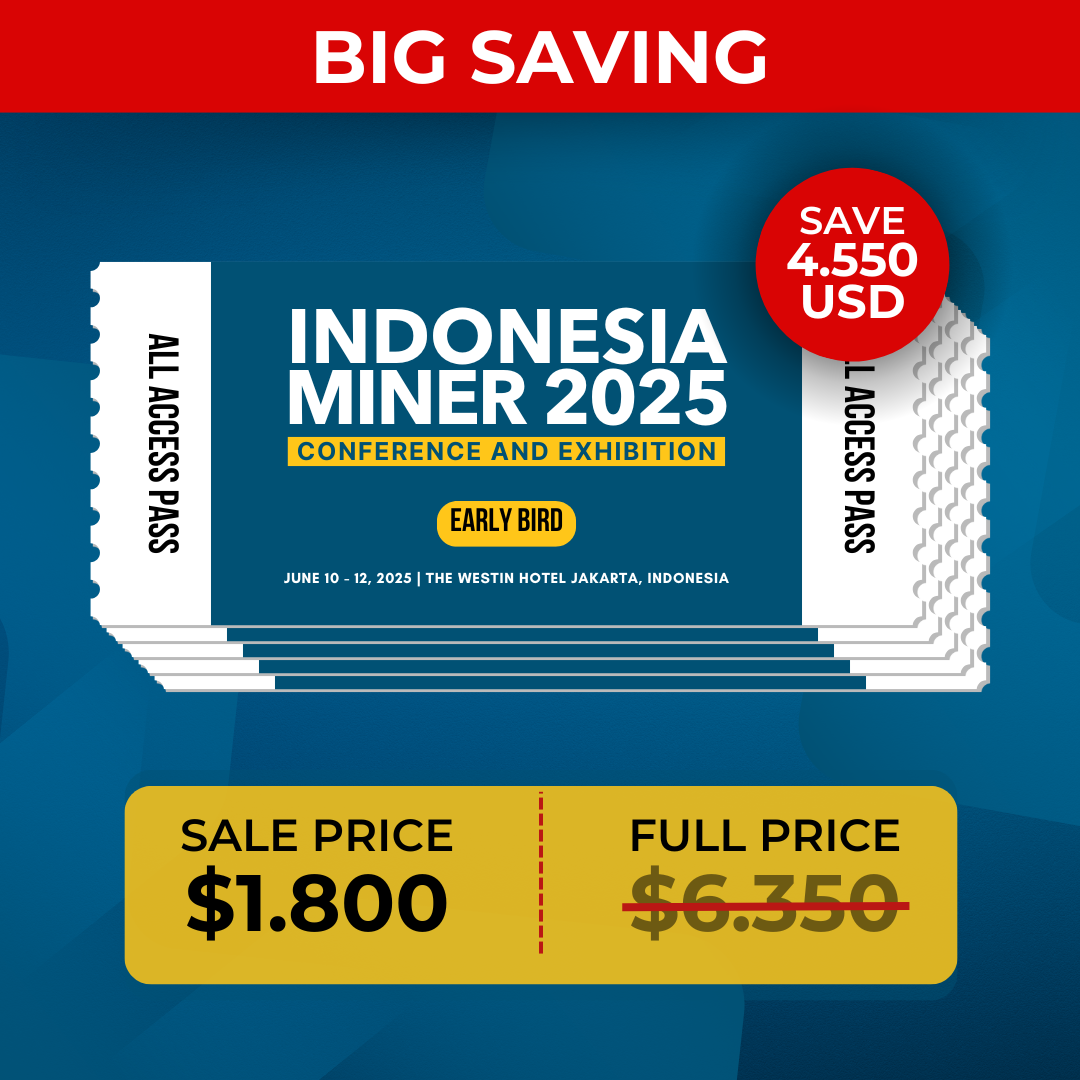 BIG SAVING
SAVE
4.550
USD
ALL ACCESS PASS
INDONESIA
MINER 2025
CONFERENCE AND EXHIBITION
EARLY BIRD
JUNE 10 - 12, 2025 | THE WESTIN HOTEL JAKARTA, INDONESIA
ALL ACCESS PASS
SALE PRICE
$1.800
FULL PRICE
$6.350